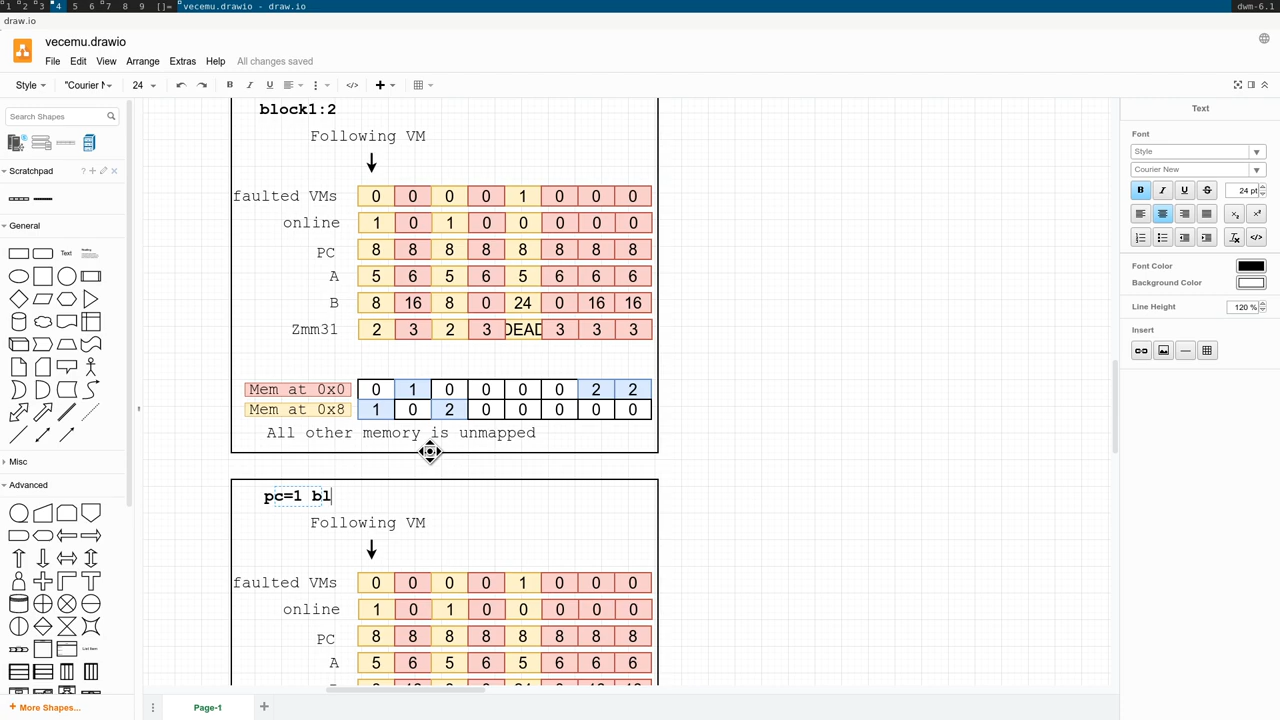 1 2 3 4 5 6 7 8 9 []= vecemu.drawio - draw.io dwm-6.1
draw.io
vecemu.drawio
File Edit View Arrange Extras Help All changes saved
Style "Courier N 24 B I U </>
Search Shapes
Scratchpad
General
Text
Heading
Misc
Advanced
List Item
+ More Shapes...
block1:2
Following VM
faulted VMs 0 0 0 0 1 0 0 0
online 1 0 1 0 0 0 0 0
PC 8 8 8 8 8 8 8 8
A 5 6 5 6 5 6 6 6
B 8 16 8 0 24 0 16 16
Zmm31 2 3 2 3 DEAD 3 3 3
Mem at 0x0 0 1 0 0 0 0 2 2
Mem at 0x8 1 0 2 0 0 0 0 0
All other memory is unmapped
pc=1 bl
Following VM
faulted VMs 0 0 0 0 1 0 0 0
online 1 0 1 0 0 0 0 0
PC 8 8 8 8 8 8 8 8
A 5 6 5 6 5 6 6 6
Page-1
Text
Font
Style
Courier New
B I U S 24 pt
Font Color
Background Color
Line Height 120 %
Insert